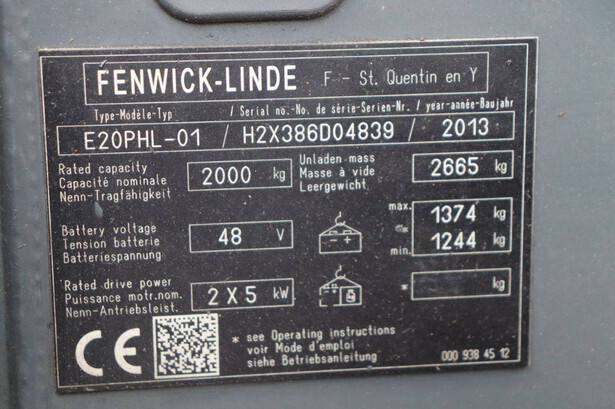 FENWICK-LINDE F - St. Quentin en Y
Type-Modèle-Typ / Serial no.-No. de série-Serien-Nr. / year-année-Baujahr
E20PHL-01 / H2X386D04839 / 2013
Rated capacity
Capacité nominale
Nenn-Tragfähigkeit
2000 kg
Unladen mass
Masse à vide
Leergewicht
2665 kg
Battery voltage
Tension batterie
Batteriespannung
48 V
- +
max. 1374 kg
*
min. 1244 kg
Rated drive power
Puissance motr.nom.
Nenn-Antriebsleist.
2 X 5 kW
* kg
CE
* see Operating instructions
voir Mode d'emploi
siehe Betriebsanleitung
000 938 45 12